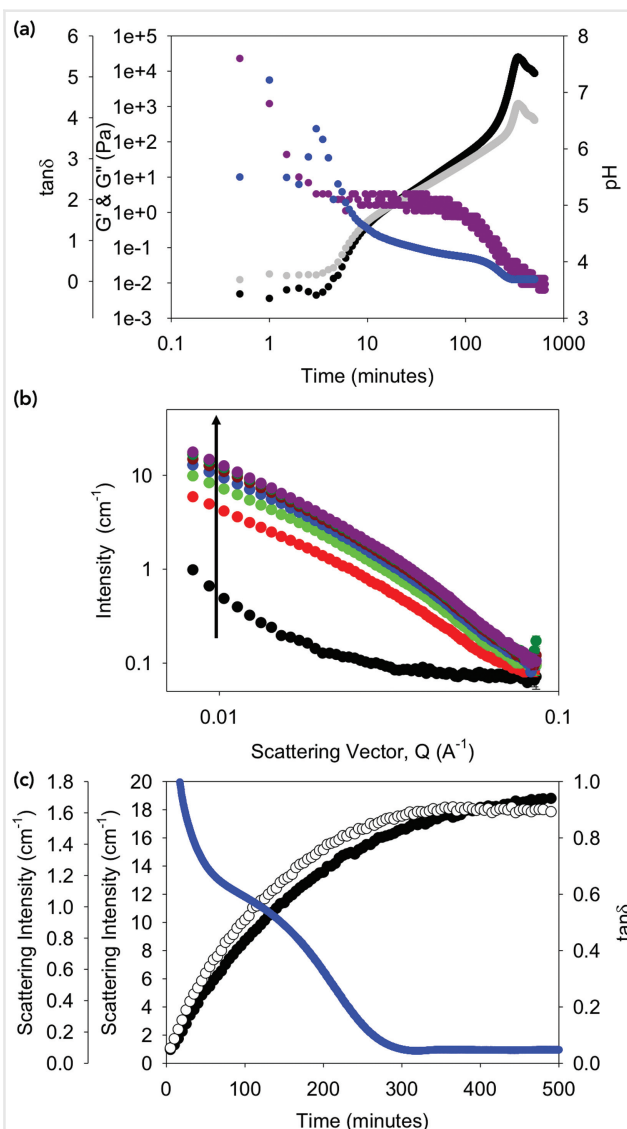 (a)
6
5
4
3
2
1
0
tanδ
1e+5
1e+4
1e+3
1e+2
1e+1
1e+0
1e-1
1e-2
1e-3
G' & G'' (Pa)
8
7
6
5
4
3
pH
0.1 1 10 100 1000
Time (minutes)
(b)
10
1
0.1
Intensity (cm⁻¹)
0.01 0.1
Scattering Vector, Q (A⁻¹)
(c)
1.8
1.6
1.4
1.2
1.0
0.8
0.6
0.4
0.2
0.0
Scattering Intensity (cm⁻¹)
20
18
16
14
12
10
8
6
4
2
0
Scattering Intensity (cm⁻¹)
1.0
0.8
0.6
0.4
0.2
0.0
tanδ
0 100 200 300 400 500
Time (minutes)